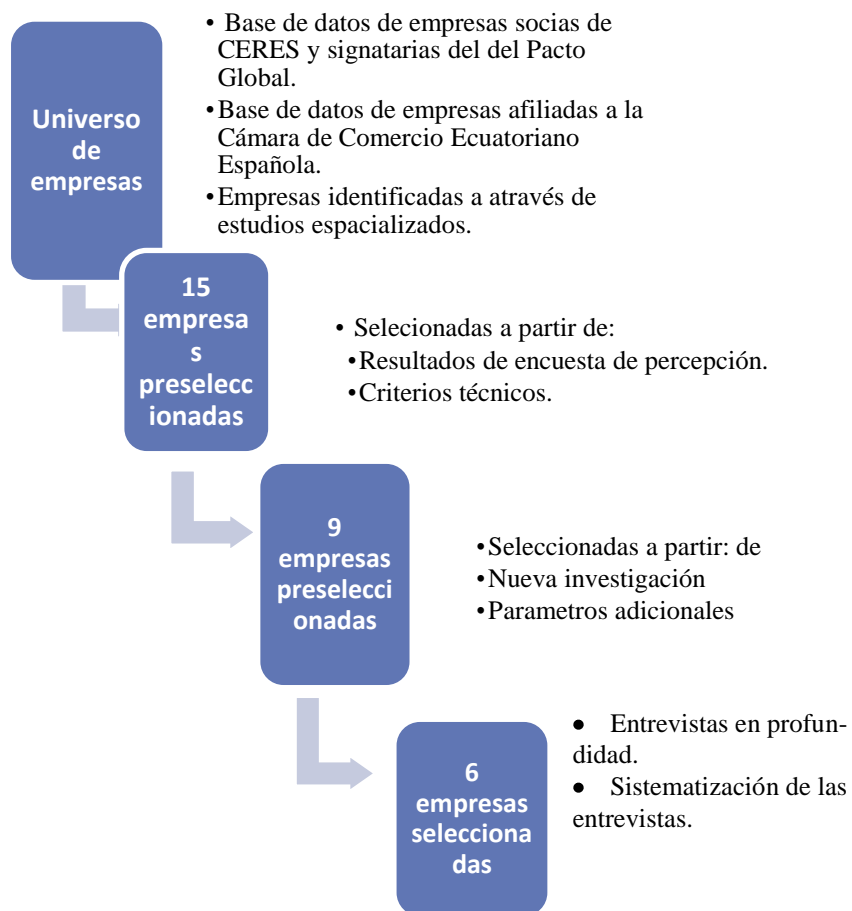 • Base de datos de empresas socias de
CERES y signatarias del del Pacto
Global.
•Base de datos de empresas afiliadas a la
Cámara de Comercio Ecuatoriano
Española.
•Empresas identificadas a através de
estudios espacializados.
Universo
de
empresas
15
empresa
s
preselecc
ionadas
• Selecionadas a partir de:
•Resultados de encuesta de percepción.
•Criterios técnicos.
9
empresas
preselecci
onadas
•Seleccionadas a partir: de
•Nueva investigación
•Parametros adicionales
6
empresas
selecciona
das
• Entrevistas en profun-
didad.
• Sistematización de las
entrevistas.